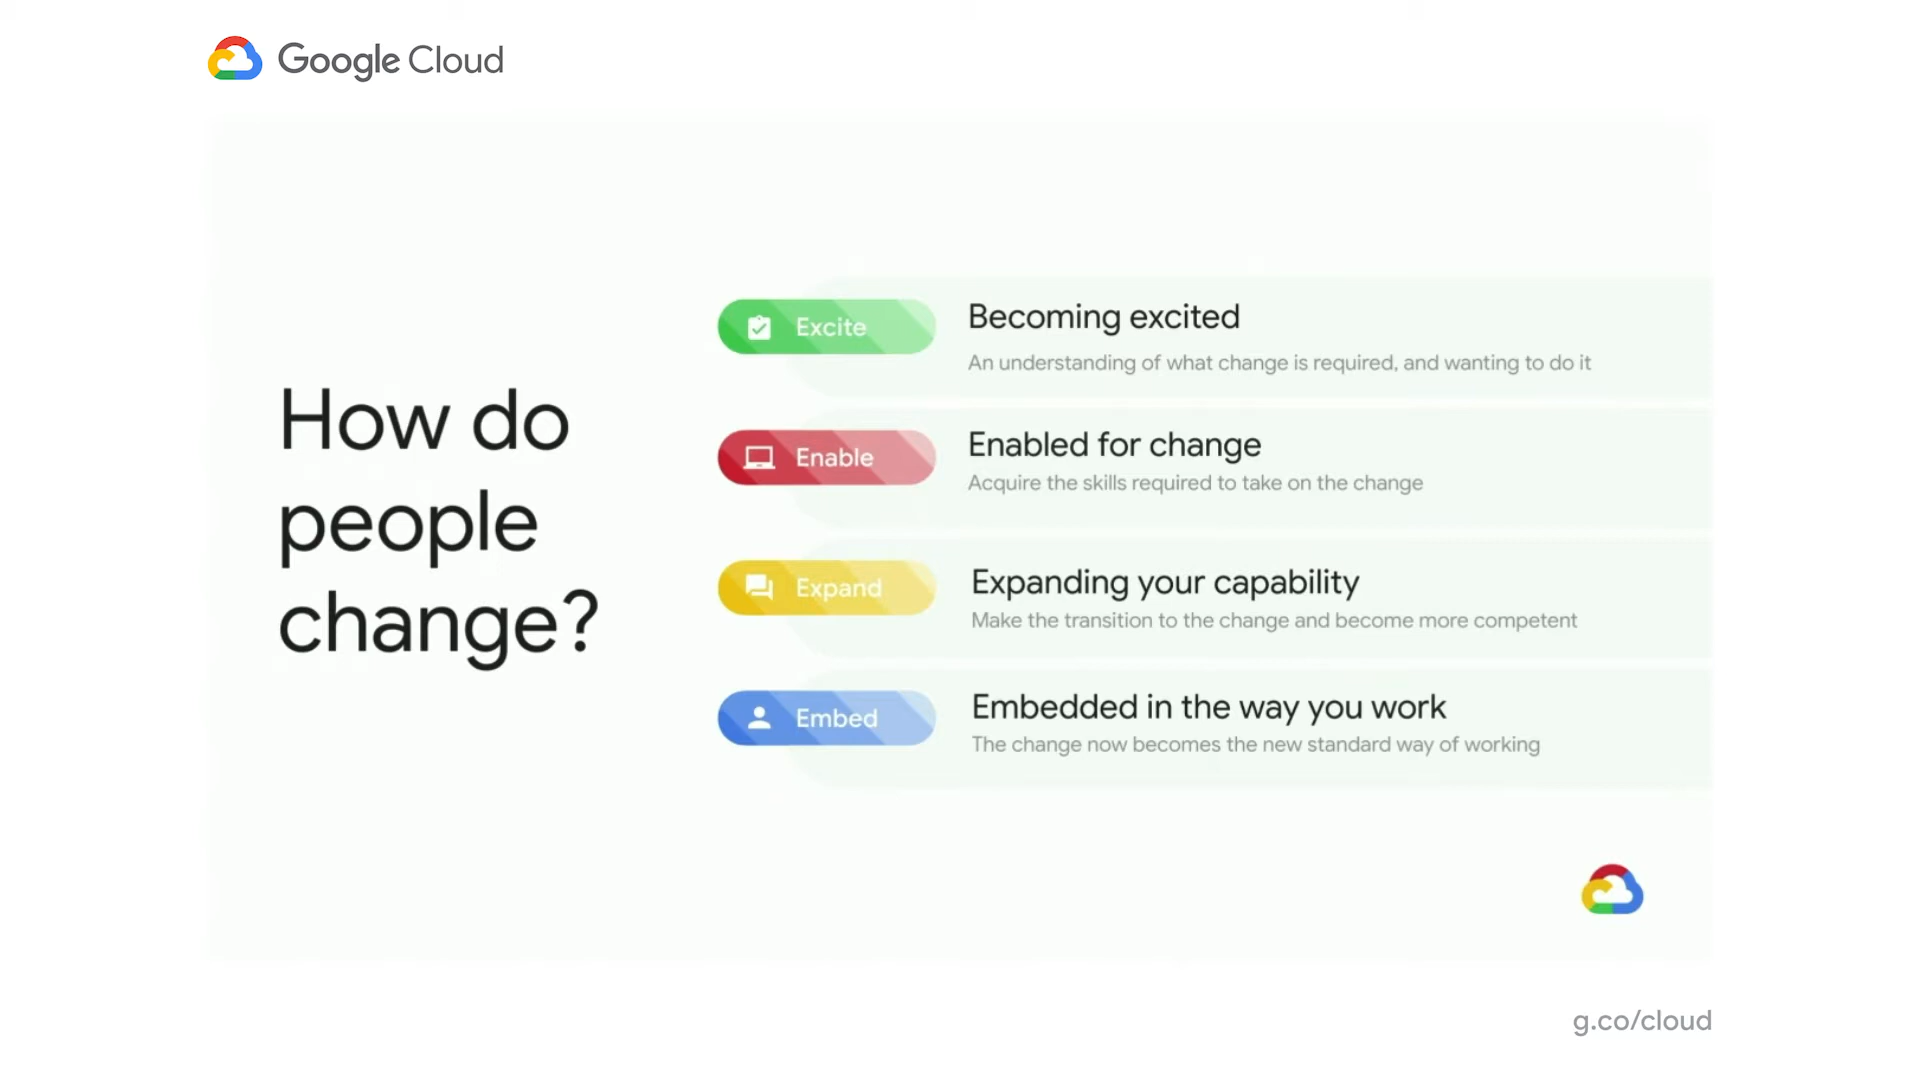 Google Cloud
How do
people
change?
Excite
Becoming excited
An understanding of what change is required, and wanting to do it
Enable
Enabled for change
Acquire the skills required to take on the change
Expand
Expanding your capability
Make the transition to the change and become more competent
Embed
Embedded in the way you work
The change now becomes the new standard way of working
g.co/cloud